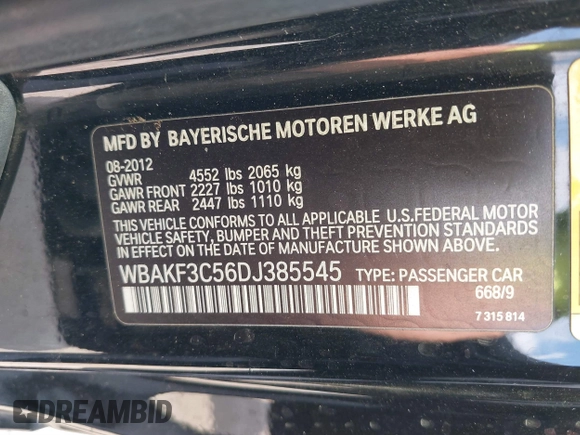 MFD BY BAYERISCHE MOTOREN WERKE AG
08-2012
GVWR 4552 lbs 2065 kg
GAWR FRONT 2227 lbs 1010 kg
GAWR REAR 2447 lbs 1110 kg
THIS VEHICLE CONFORMS TO ALL APPLICABLE U.S.FEDERAL MOTOR
VEHICLE SAFETY, BUMPER AND THEFT PREVENTION STANDARDS
IN EFFECT ON THE DATE OF MANUFACTURE SHOWN ABOVE.
WBAKF3C56DJ385545 TYPE: PASSENGER CAR
668/9
7 315 814
DREAMBID